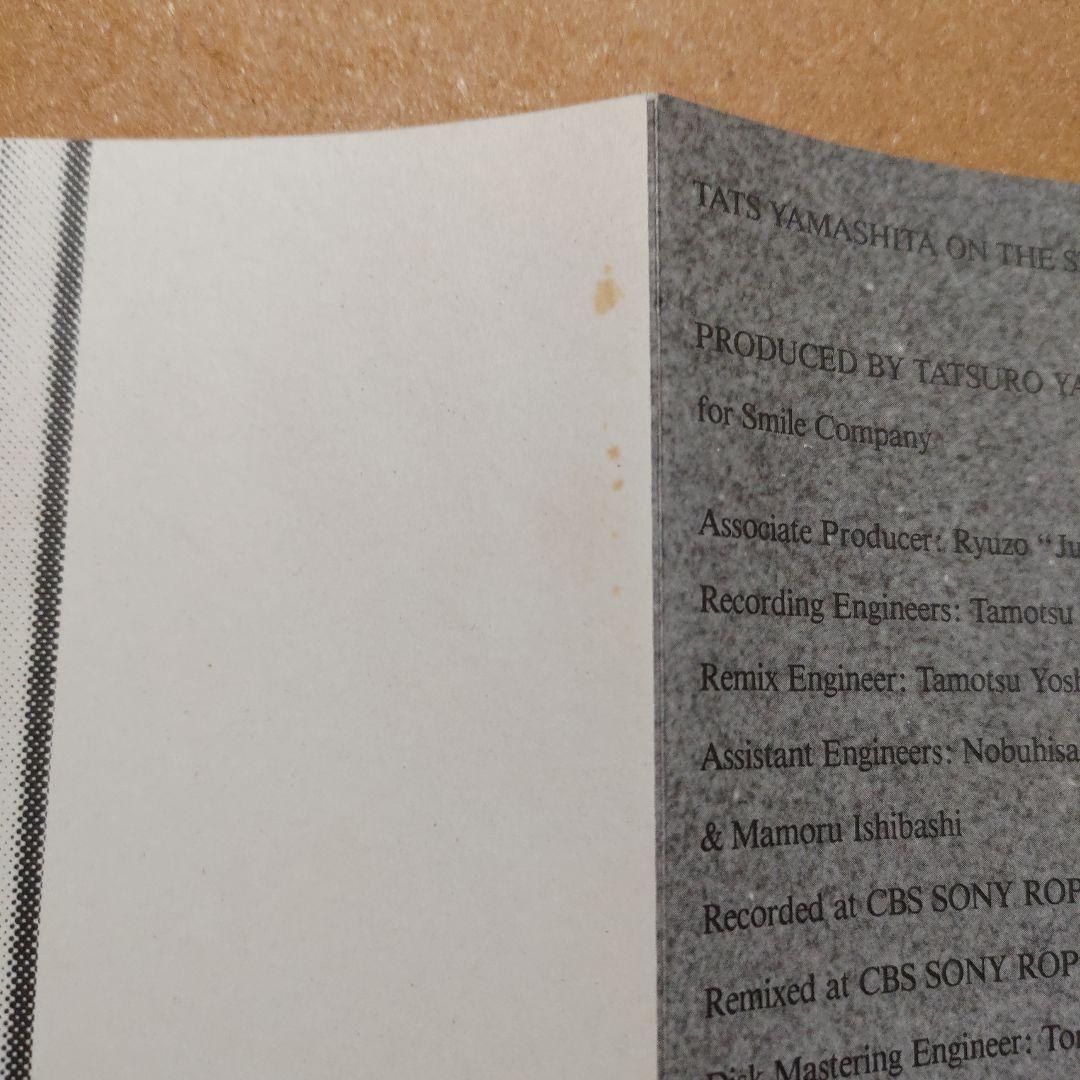 TATS YAMASHITA ON THE
PRODUCED BY TATSURO
for Smile Company
Associate Producer: Ryuzo
Recording Engineers: Tamotsu
Remix Engineer: Tamotsu
Assistant Engineers: Nobuhisa
& Mamoru Ishibashi
Recorded at CBS SONY
Remixed at CBS SONY
Disk Mastering Engineer: